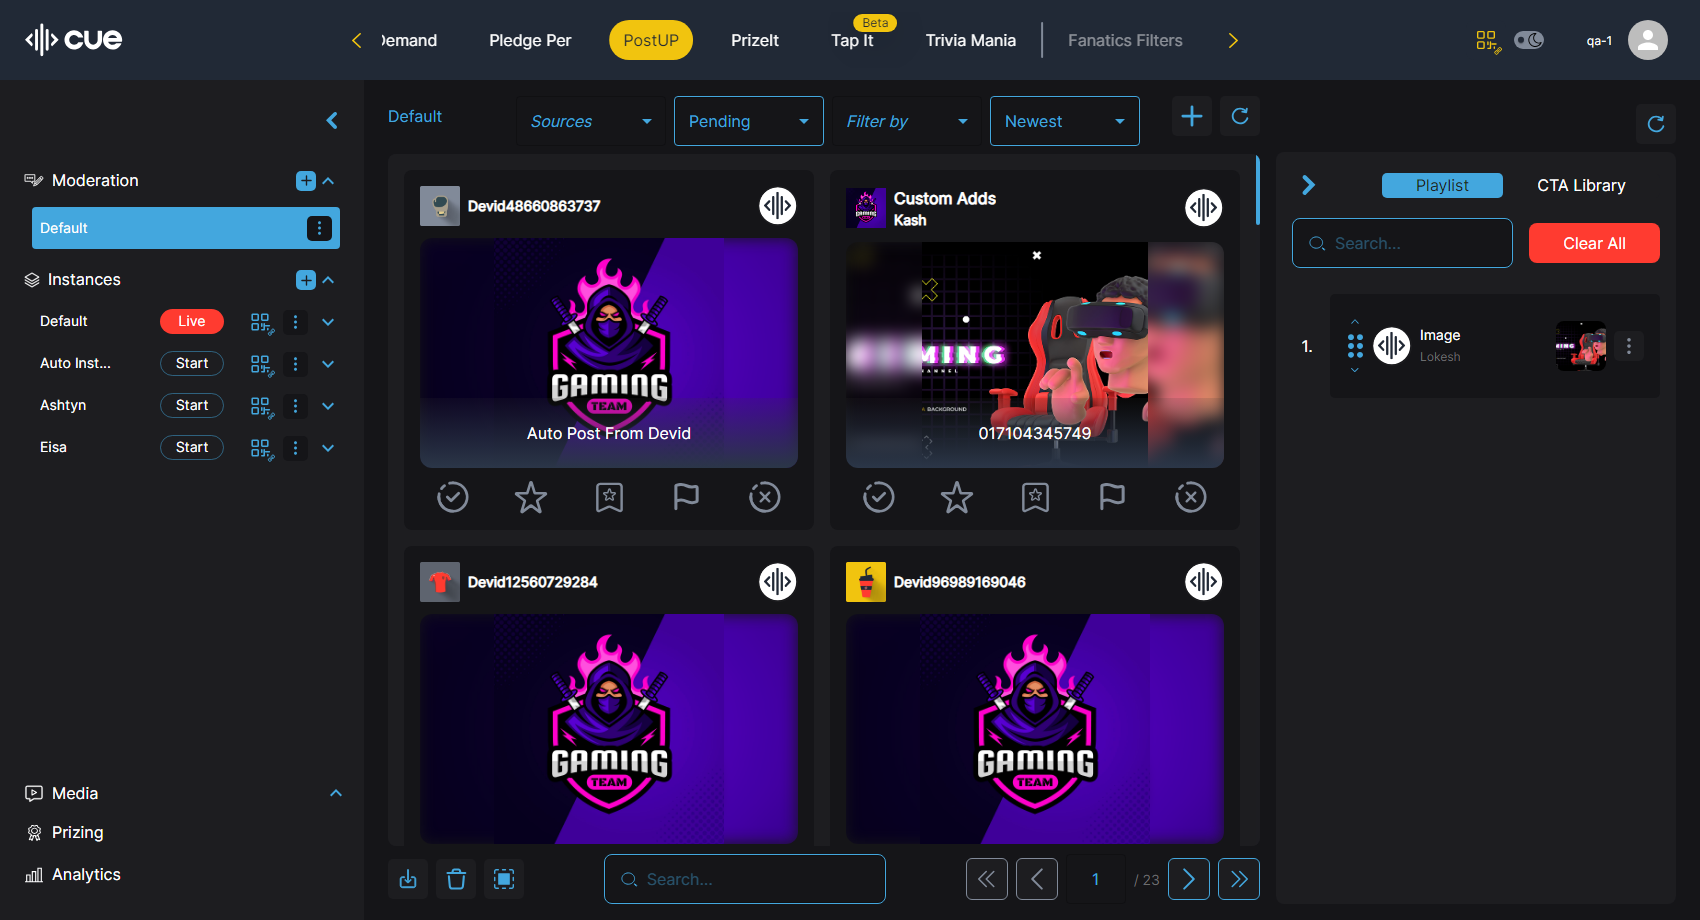 cue
Demand
Pledge Per
PostUP
PrizeIt
Beta
Tap It
Trivia Mania
Fanatics Filters
qa-1
Moderation
Default
Instances
Default
Live
Auto Inst...
Start
Ashtyn
Start
Eisa
Start
Media
Prizing
Analytics
Default
Sources
Pending
Filter by
Newest
Devid48660863737
GAMING
TEAM
Auto Post From Devid
Custom Adds
Kash
GAMING
TEAM
MING
BACKGROUND
017104345749
Devid12560729284
GAMING
TEAM
Devid96989169046
GAMING
TEAM
Search...
1
/ 23
Playlist
CTA Library
Search...
Clear All
1.
Image
Lokesh